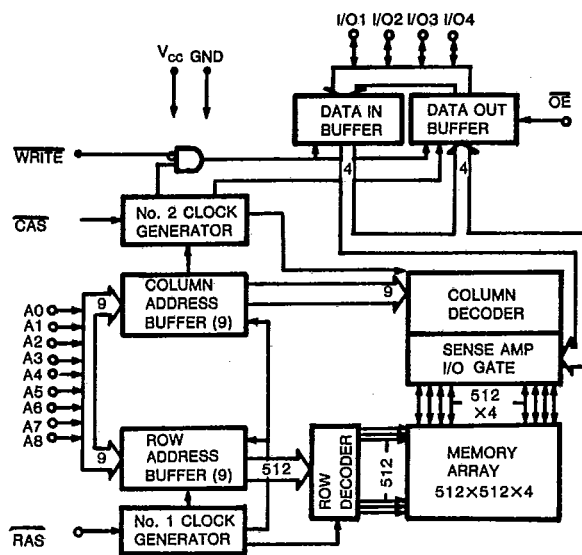 I/O1 I/O2 I/O3 I/O4
VCC GND
DATA IN
BUFFER
DATA OUT
BUFFER
OE
WRITE
4
4
CAS
No. 2 CLOCK
GENERATOR
COLUMN
ADDRESS
BUFFER (9)
9
9
COLUMN
DECODER
SENSE AMP
I/O GATE
A0
A1
A2
A3
A4
A5
A6
A7
A8
512
×4
ROW
ADDRESS
BUFFER (9)
9
512
ROW
DECODER
512
MEMORY
ARRAY
512×512×4
RAS
No. 1 CLOCK
GENERATOR